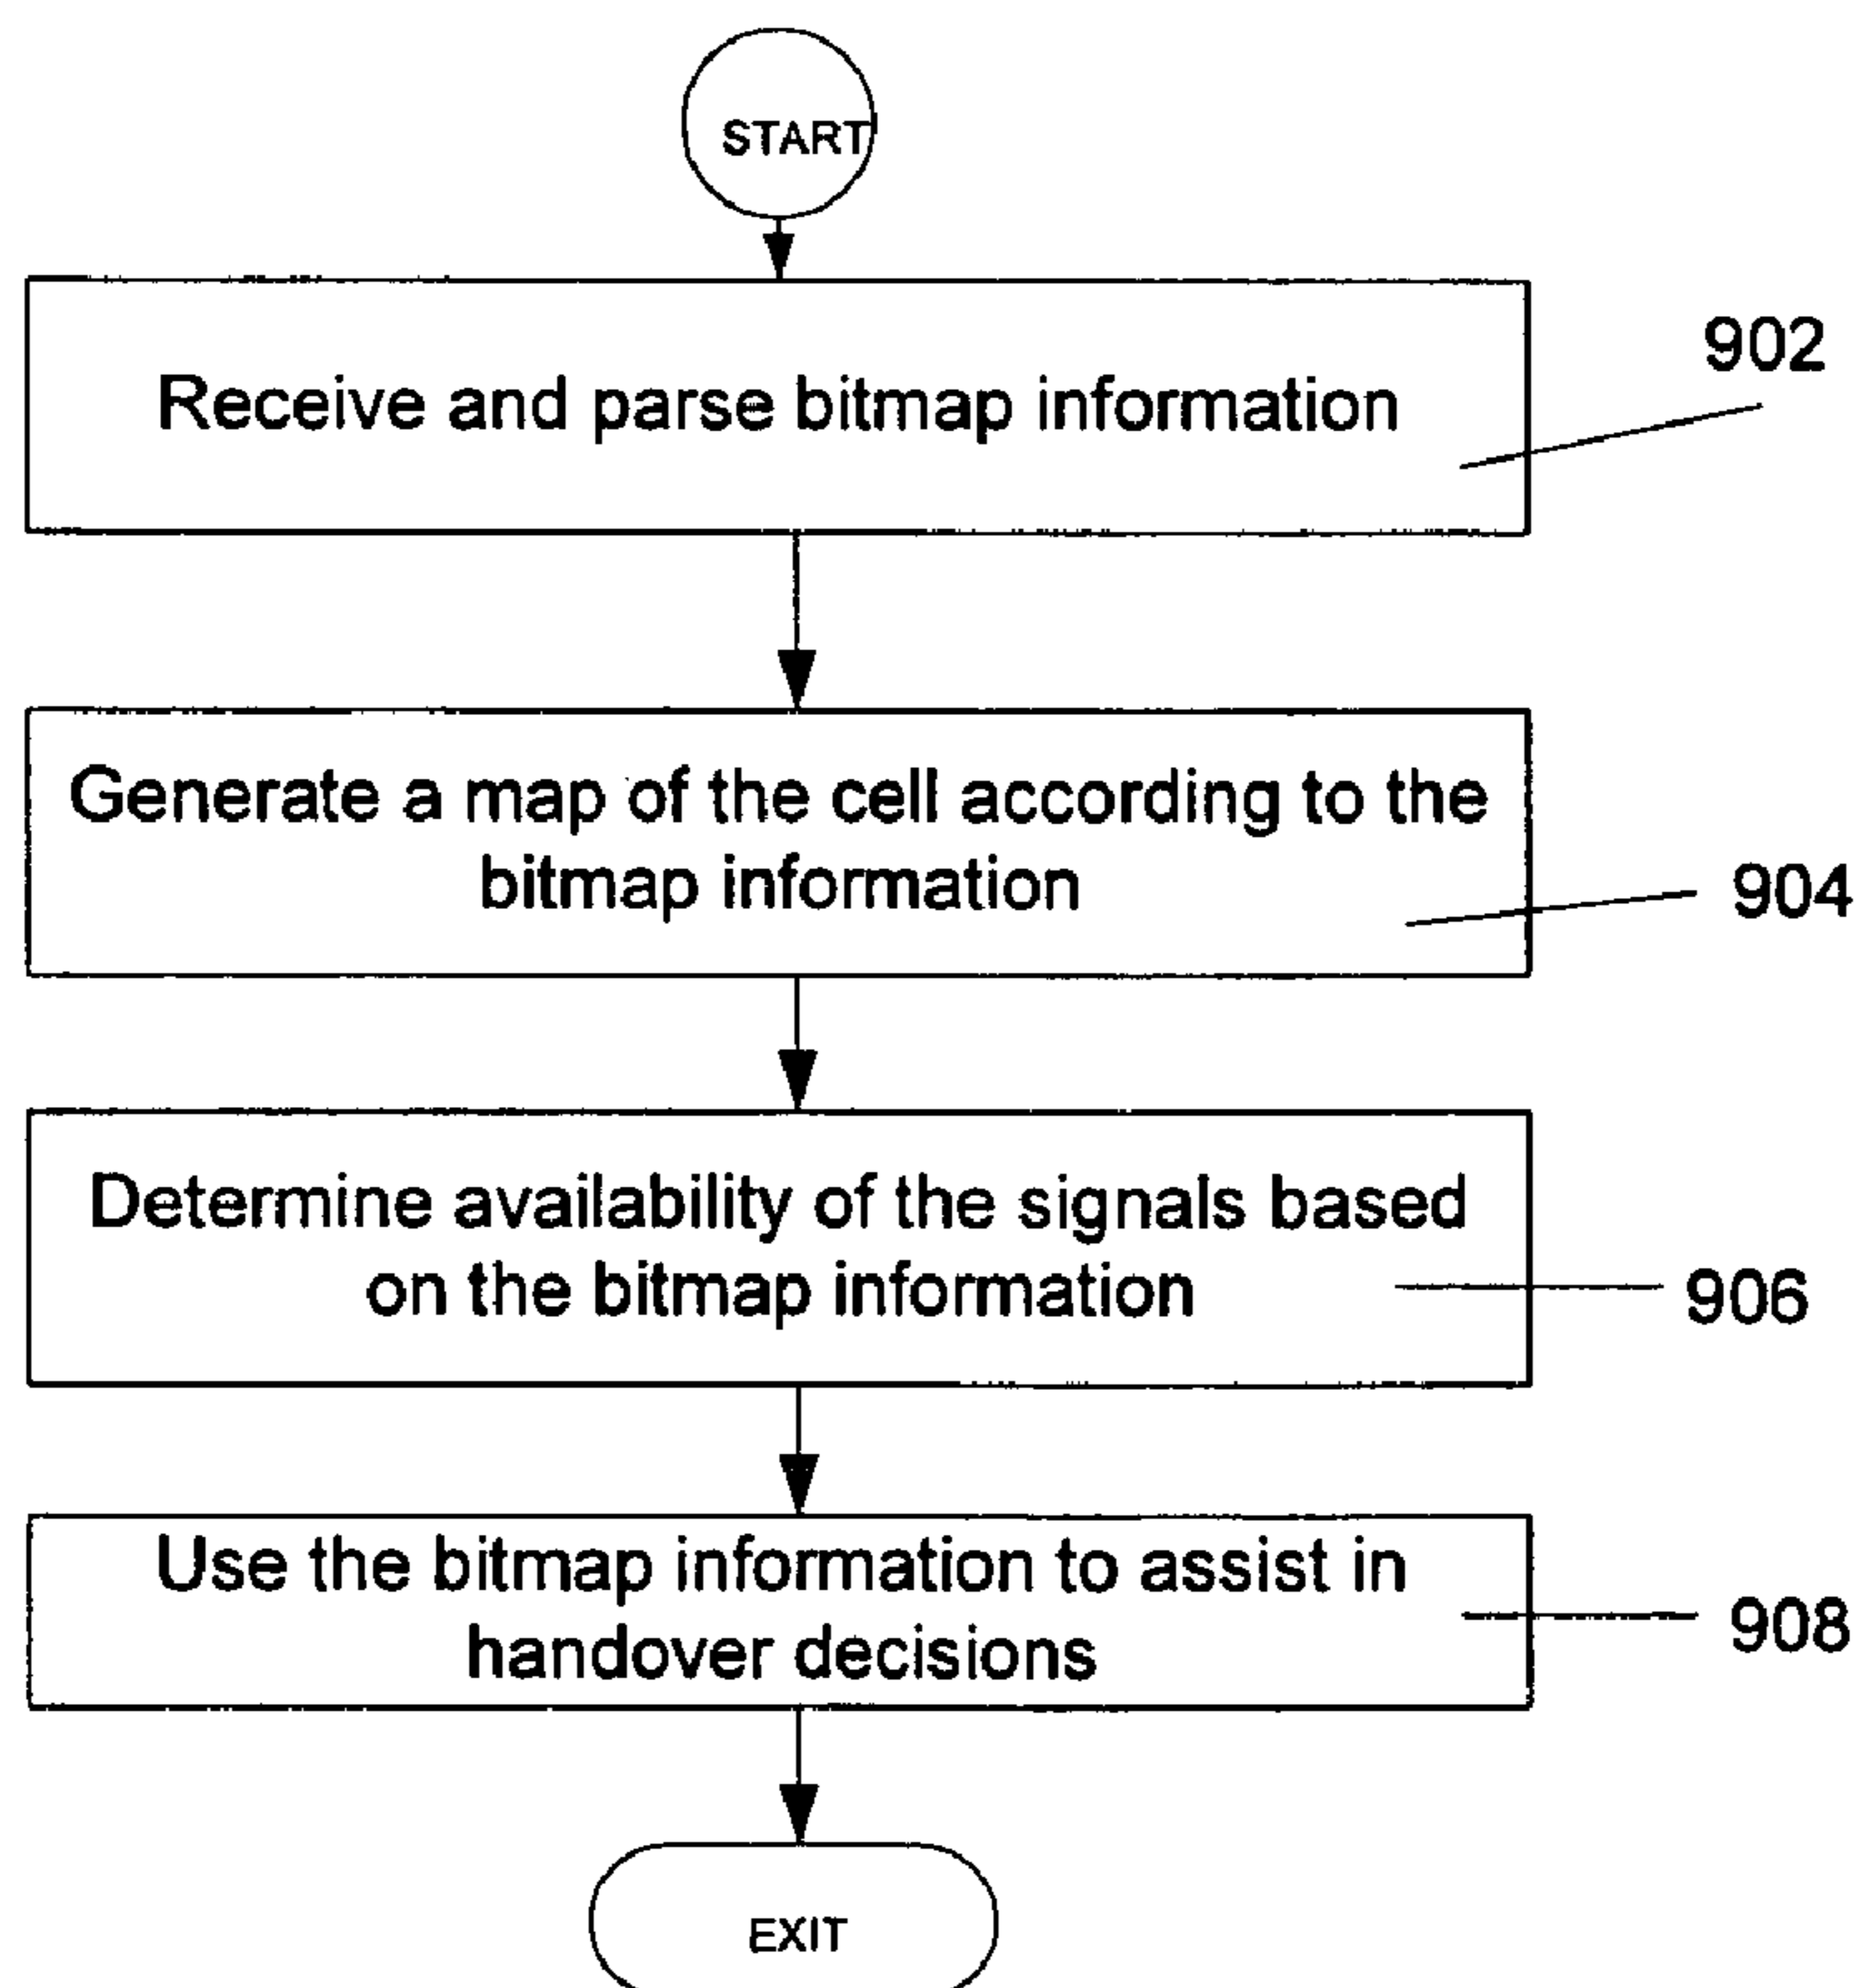 START
Receive and parse bitmap information
902
Generate a map of the cell according to the
bitmap information
904
Determine availability of the signals based
on the bitmap information
906
Use the bitmap information to assist in
handover decisions
908
EXIT